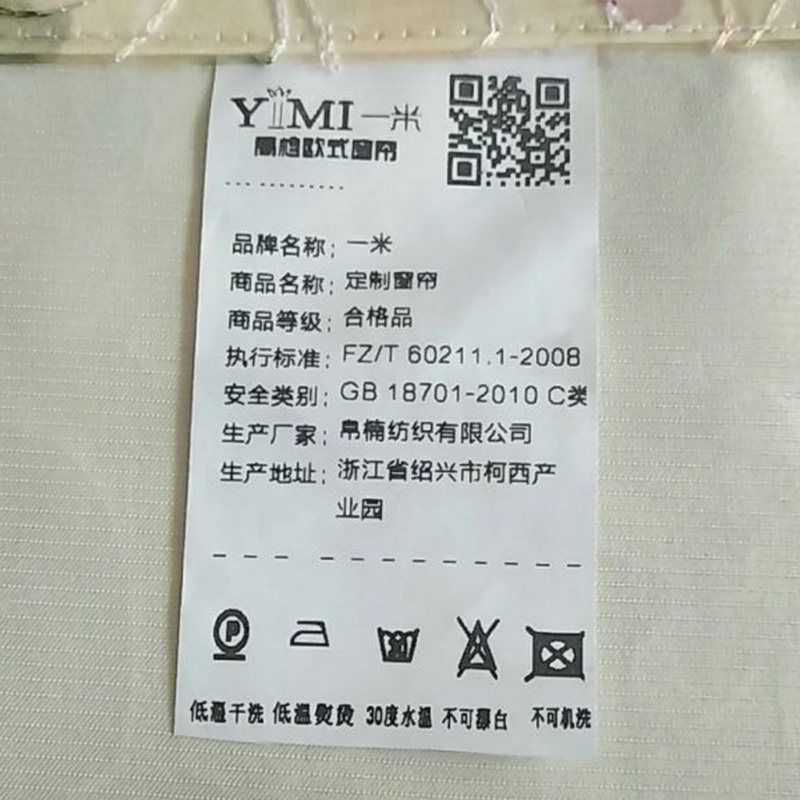 YIMI一米
高档欧式窗帘
品牌名称；一米
商品名称；定制窗帘
商品等级；合格品
执行标准；FZ/T 60211.1-2008
安全类别；GB 18701-2010 C类
生产厂家；帛楠纺织有限公司
生产地址；浙江省绍兴市柯西产
业园
P 30
低温干洗 低温熨烫 30度水温 不可漂白 不可机洗